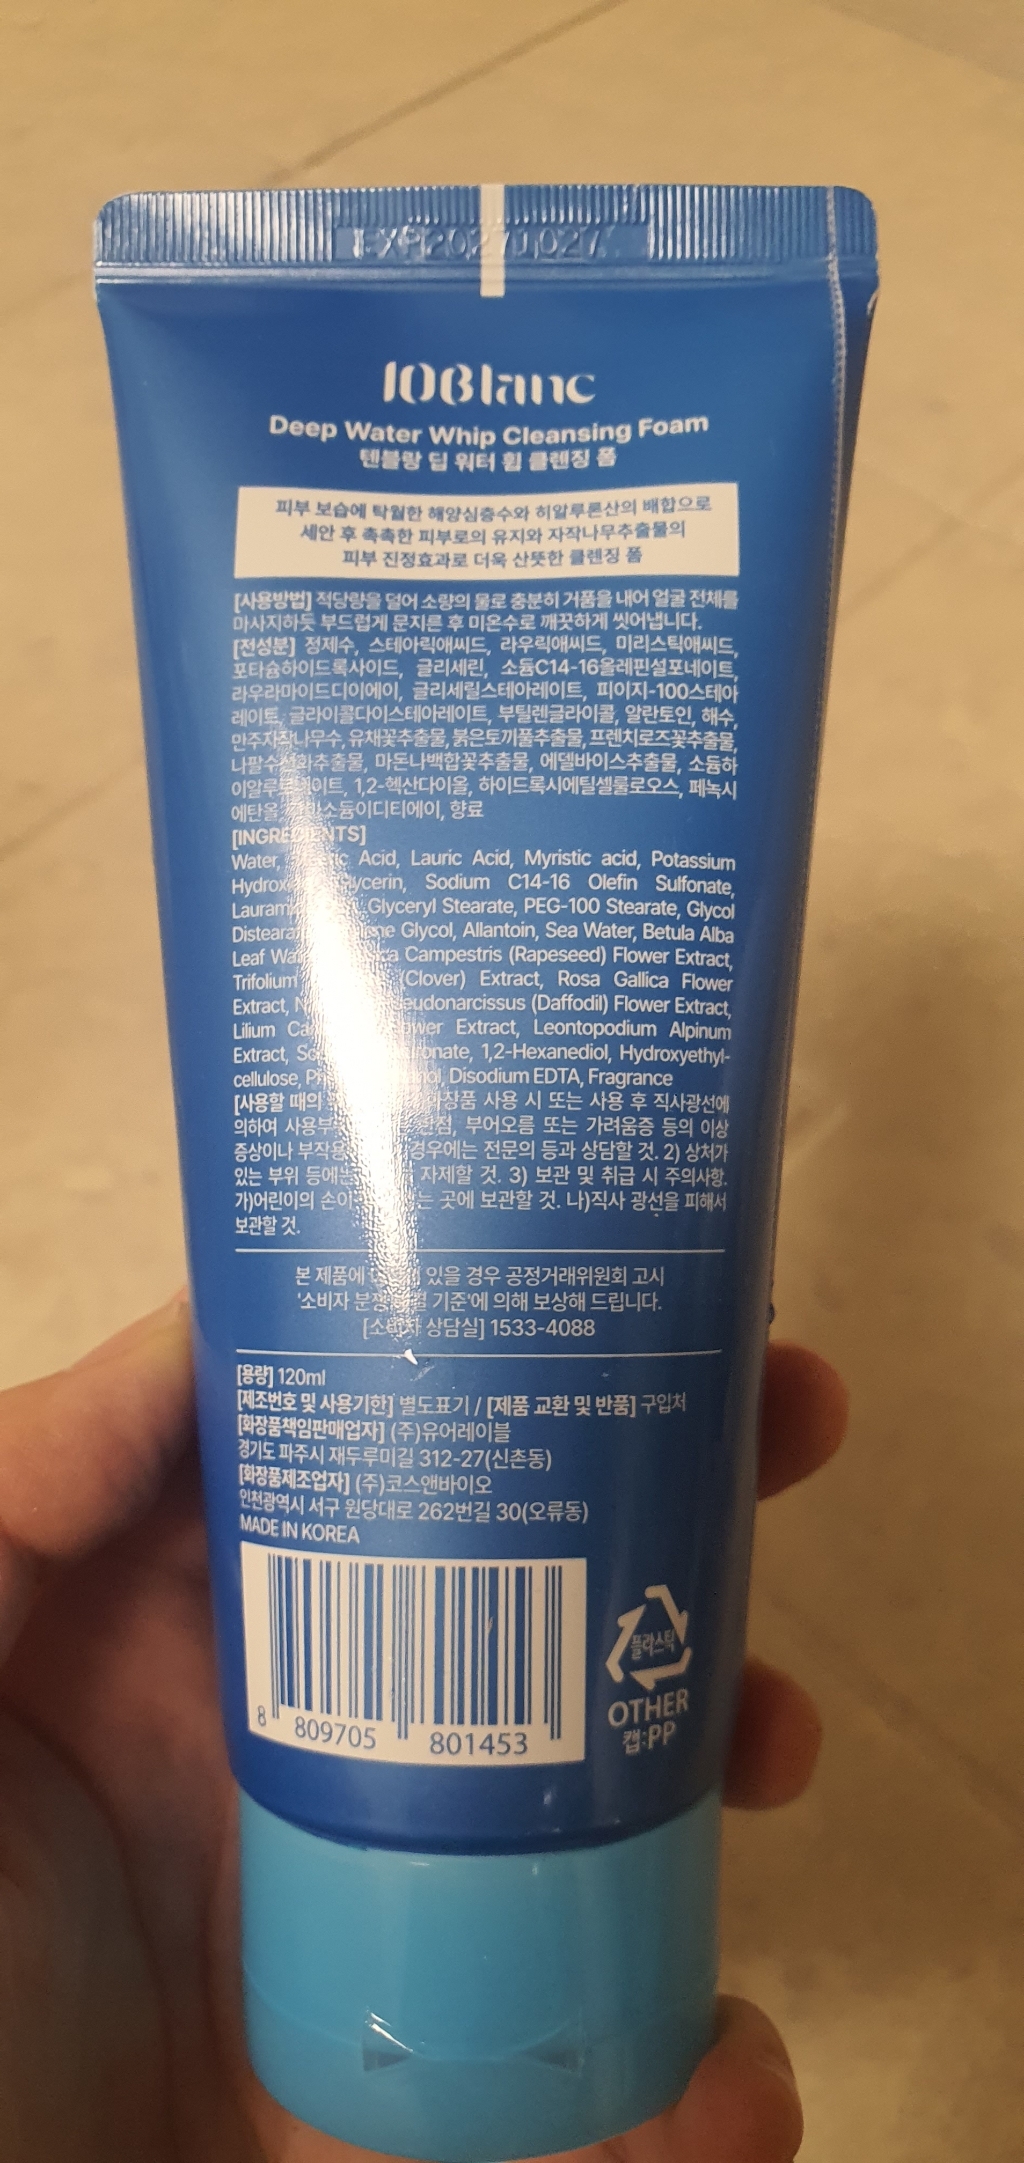 EXP20271027
10Blanc
Deep Water Whip Cleansing Foam
텐블랑 딥 워터 휩 클렌징 폼
피부 보습에 탁월한 해양심층수와 히알루론산의 배합으로
세안 후 촉촉한 피부로의 유지와 자작나무추출물의
피부 진정효과로 더욱 산뜻한 클렌징 폼
[사용방법] 적당량을 덜어 소량의 물로 충분히 거품을 내어 얼굴 전체를
마사지하듯 부드럽게 문지른 후 미온수로 깨끗하게 씻어냅니다.
[전성분] 정제수, 스테아릭애씨드, 라우릭애씨드, 미리스틱애씨드,
포타슘하이드록사이드, 글리세린, 소듐C14-16올레핀설포네이트,
라우라마이드디이에이, 글리세릴스테아레이트, 피이지-100스테아
레이트, 글라이콜다이스테아레이트, 부틸렌글라이콜, 알란토인, 해수,
만주자작나무수, 유채꽃추출물, 붉은토끼풀추출물, 프렌치로즈꽃추출물,
나팔수선화추출물, 마돈나백합꽃추출물, 에델바이스추출물, 소듐하
이알루로네이트, 1,2-헥산다이올, 하이드록시에틸셀룰로오스, 페녹시
에탄올, 소듐이디티에이, 향료
[INGREDIENTS]
Water, Acid, Lauric Acid, Myristic acid, Potassium
Sodium C14-16 Olefin Sulfonate,
Glyceryl Stearate, PEG-100 Stearate, Glycol
Glycol, Allantoin, Sea Water, Betula Alba
Leaf Campestris (Rapeseed) Flower Extract,
Trifolium (Clover) Extract, Rosa Gallica Flower
Extract, (Daffodil) Flower Extract,
Lilium Extract, Leontopodium Alpinum
Extract, 1,2-Hexanediol, Hydroxyethyl-
cellulose, Disodium EDTA, Fragrance
[사용할 때의 화장품 사용 시 또는 사용 후 직사광선에
의하여 부어오름 또는 가려움증 등의 이상
증상이나 경우에는 전문의 등과 상담할 것. 2) 상처가
있는 부위 자제할 것. 3) 보관 및 취급 시 주의사항.
가)어린이의 곳에 보관할 것. 나)직사 광선을 피해서
보관할 것.
본 제품에 있을 경우 공정거래위원회 고시
'소비자 기준'에 의해 보상해 드립니다.
[소비자 상담실] 1533-4088
[용량] 120ml
[제조번호 및 사용기한] 별도표기 / [제품 교환 및 반품] 구입처
[화장품책임판매업자] (주)유어레이블
경기도 파주시 재두루미길 312-27(신촌동)
[화장품제조업자] (주)코스앤바이오
인천광역시 서구 원당대로 262번길 30(오류동)
MADE IN KOREA
플라스틱
OTHER
캡:PP
8 809705 801453